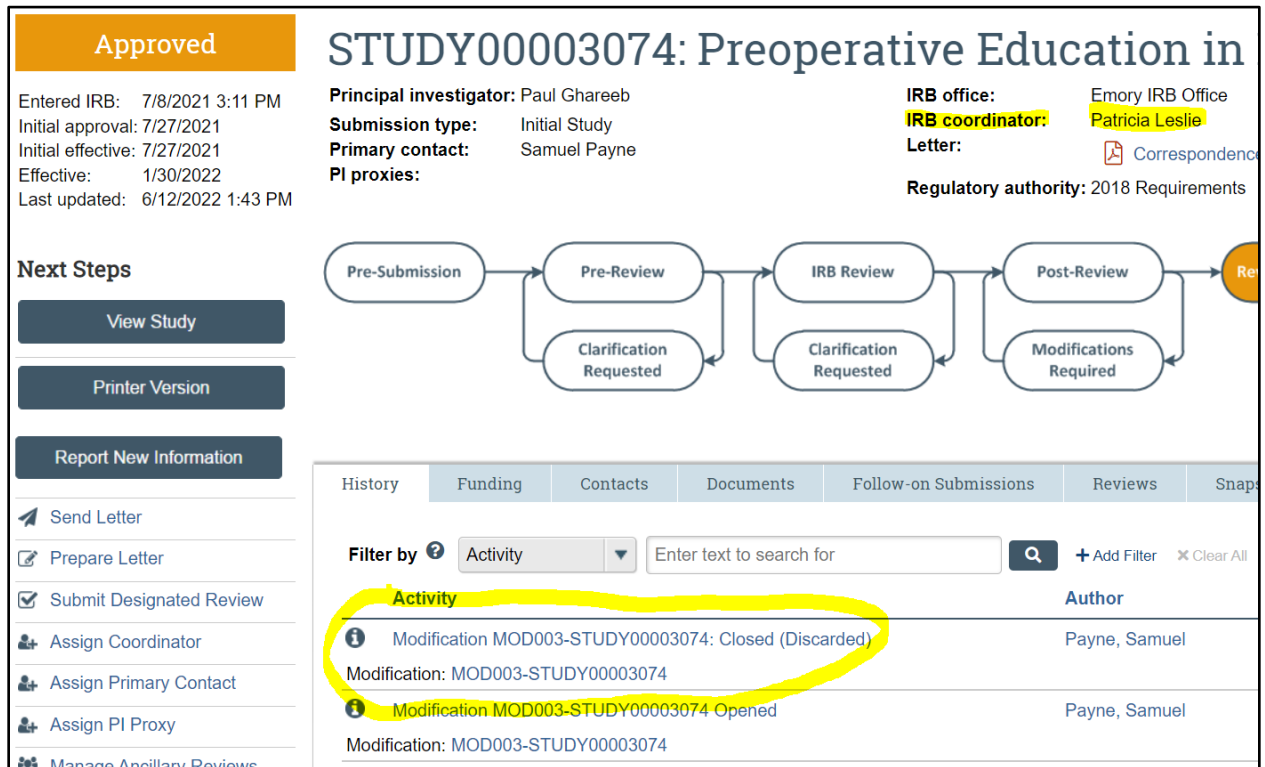 Approved
STUDY00003074: Preoperative Education in
Entered IRB: 7/8/2021 3:11 PM
Initial approval: 7/27/2021
Initial effective: 7/27/2021
Effective: 1/30/2022
Last updated: 6/12/2022 1:43 PM
Principal investigator: Paul Ghareeb
Submission type: Initial Study
Primary contact: Samuel Payne
PI proxies:
IRB office: Emory IRB Office
IRB coordinator: Patricia Leslie
Letter: Correspondence
Regulatory authority: 2018 Requirements
Next Steps
View Study
Printer Version
Report New Information
Send Letter
Prepare Letter
Submit Designated Review
Assign Coordinator
Assign Primary Contact
Assign PI Proxy
Manage Ancillary Reviews
Pre-Submission
Pre-Review
IRB Review
Post-Review
Clarification
Requested
Clarification
Requested
Modifications
Required
History Funding Contacts Documents Follow-on Submissions Reviews
Filter by ? Activity Enter text to search for + Add Filter × Clear All
Activity Author
Modification MOD003-STUDY00003074: Closed (Discarded) Payne, Samuel
Modification: MOD003-STUDY00003074
Modification MOD003-STUDY00003074 Opened Payne, Samuel
Modification: MOD003-STUDY00003074